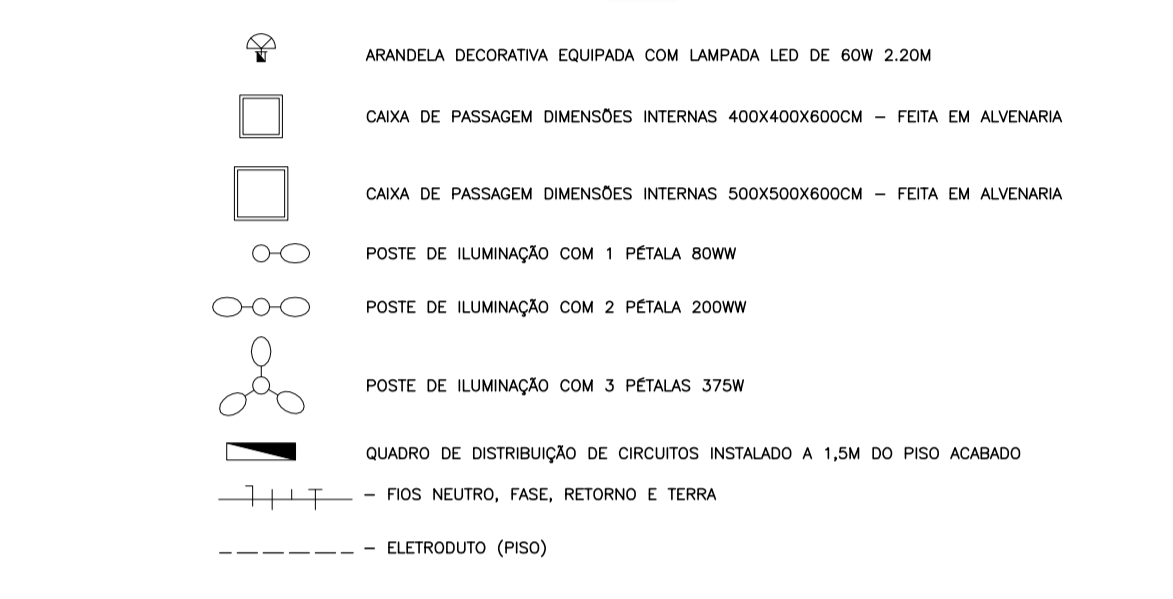 ARANDELA DECORATIVA EQUIPADA COM LAMPADA LED DE 60W 2.20M
CAIXA DE PASSAGEM DIMENSÕES INTERNAS 400X400X600CM – FEITA EM ALVENARIA
CAIXA DE PASSAGEM DIMENSÕES INTERNAS 500X500X600CM – FEITA EM ALVENARIA
POSTE DE ILUMINAÇÃO COM 1 PÉTALA 80WW
POSTE DE ILUMINAÇÃO COM 2 PÉTALA 200WW
POSTE DE ILUMINAÇÃO COM 3 PÉTALAS 375W
QUADRO DE DISTRIBUIÇÃO DE CIRCUITOS INSTALADO A 1,5M DO PISO ACABADO
– FIOS NEUTRO, FASE, RETORNO E TERRA
– ELETRODUTO (PISO)